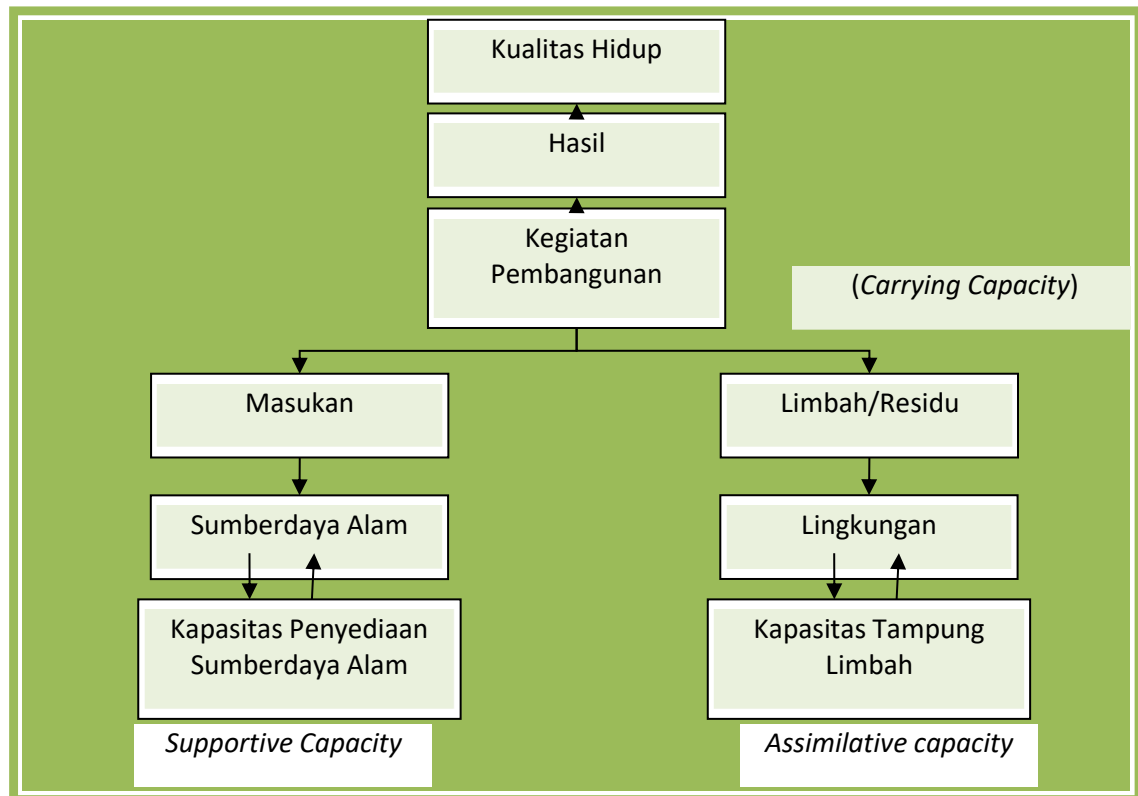 Kualitas Hidup
Hasil
Kegiatan
Pembangunan
(Carrying Capacity)
Masukan
Limbah/Residu
Sumberdaya Alam
Lingkungan
Kapasitas Penyediaan
Sumberdaya Alam
Kapasitas Tampung
Limbah
Supportive Capacity
Assimilative capacity